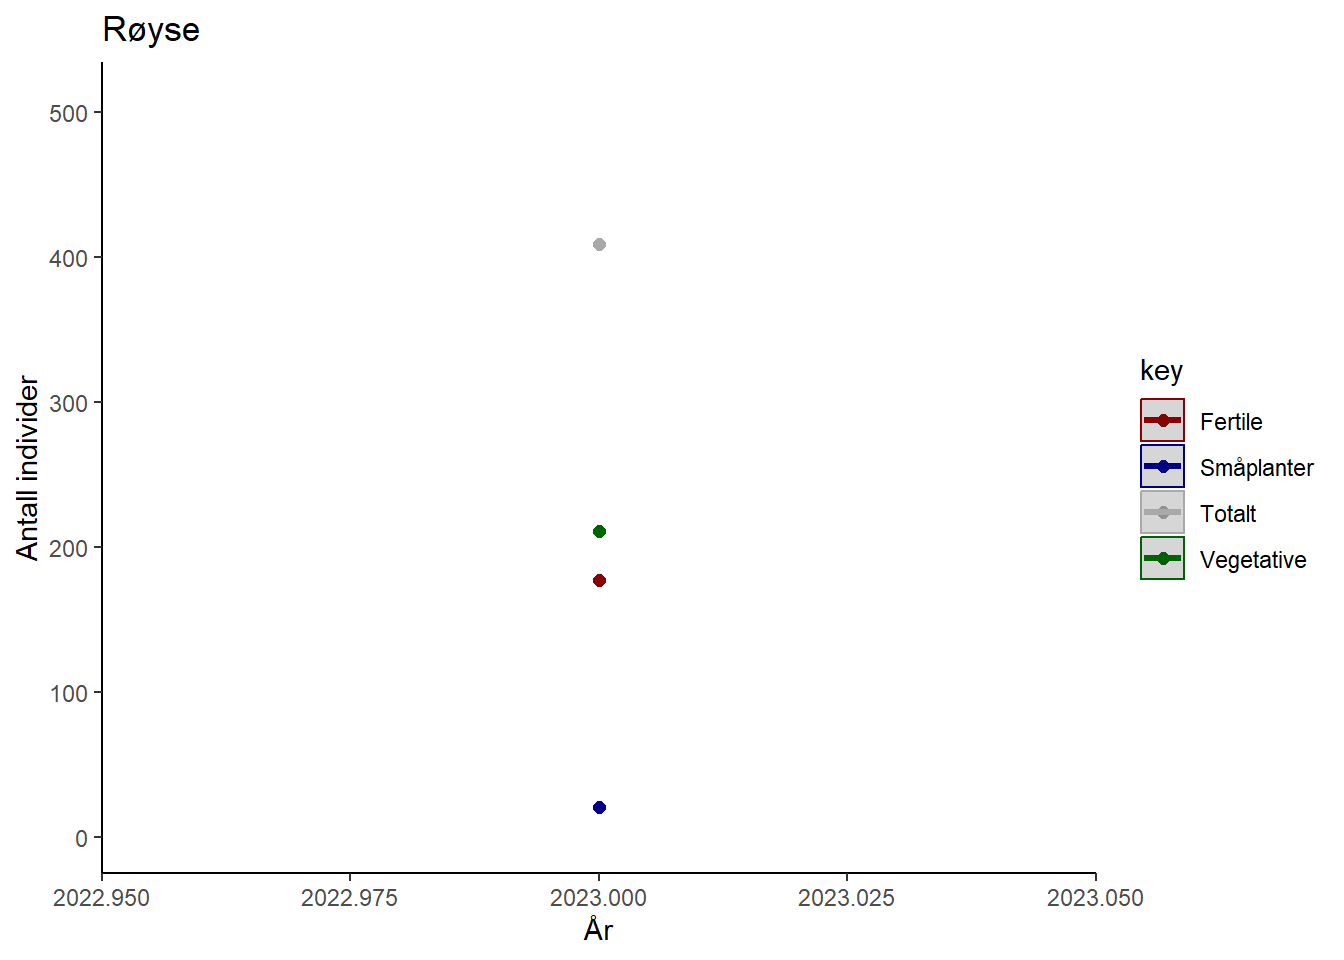 Røyse
500
400
300
200
100
0
Antall individer
2022.950
2022.975
2023.000
2023.025
2023.050
År
key
Fertile
Småplanter
Totalt
Vegetative